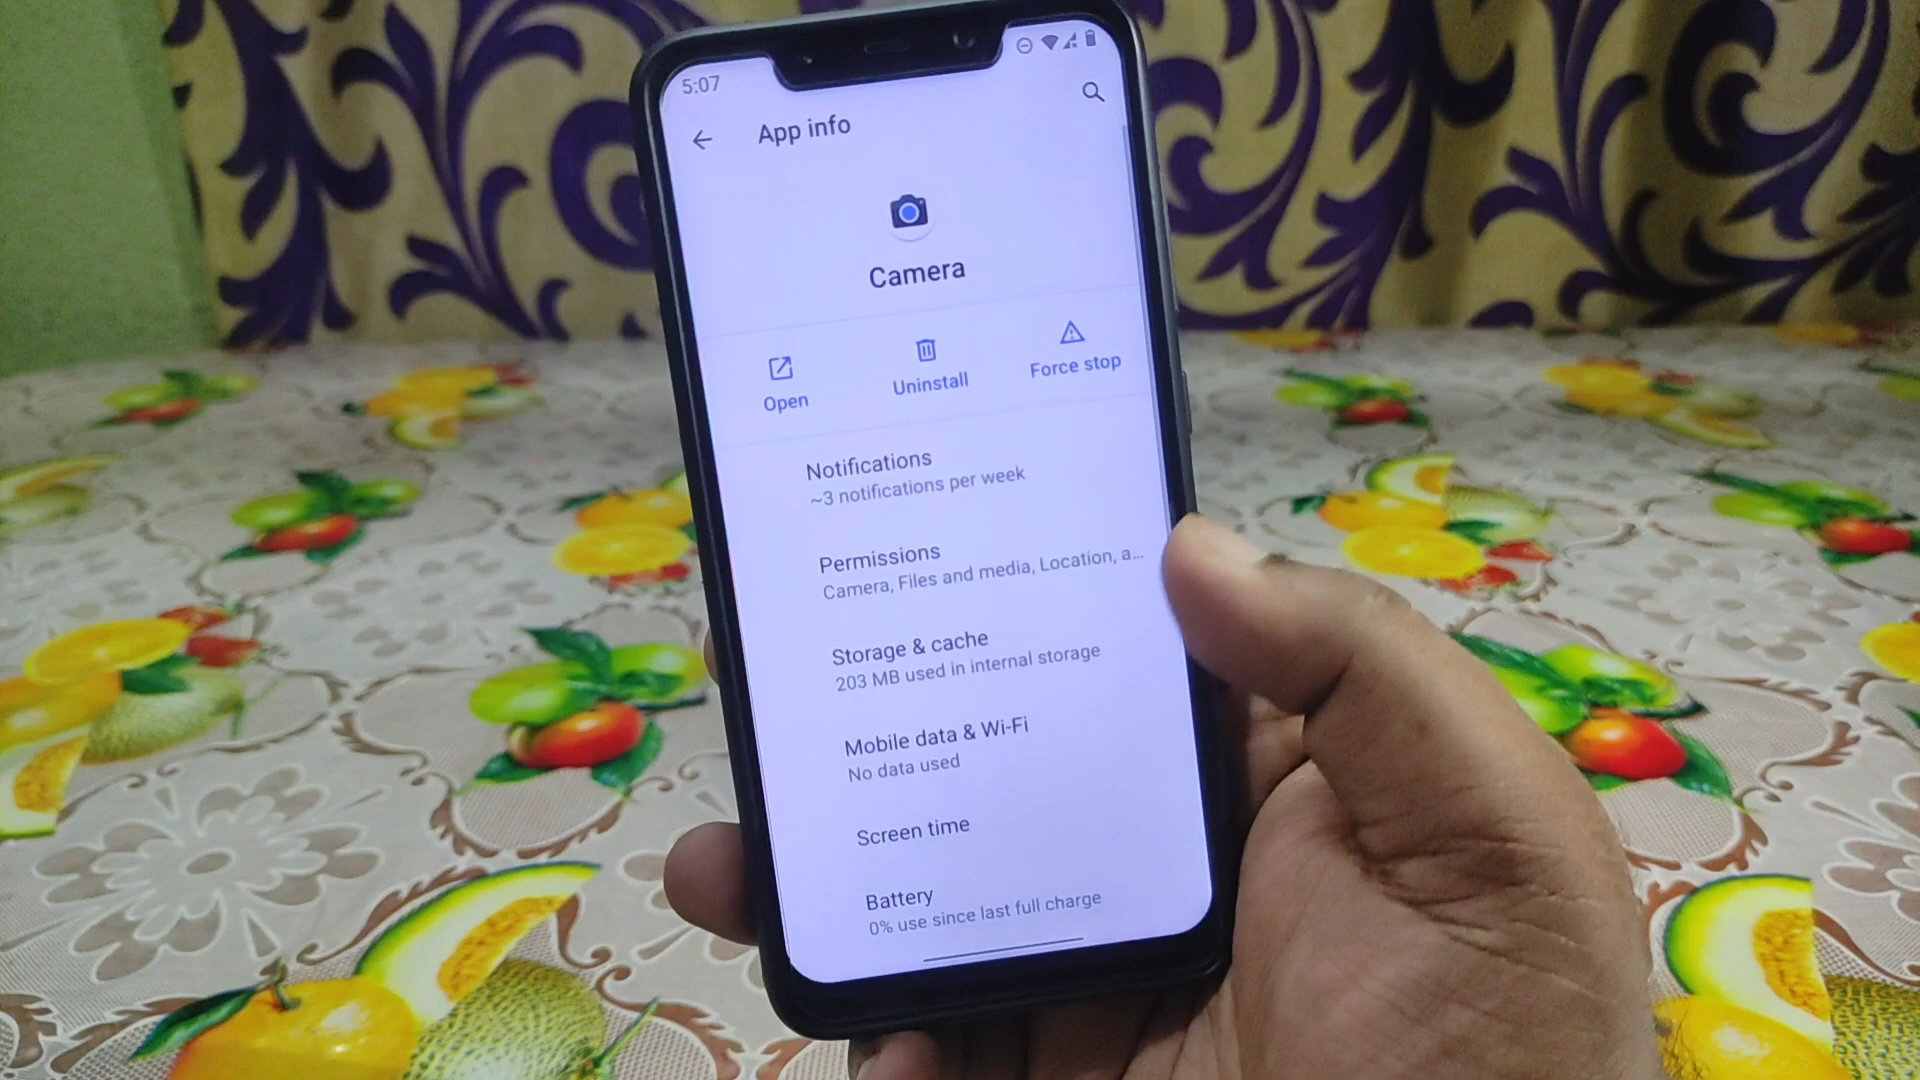 5:07
App info
Camera
Open
Uninstall
Force stop
Notifications
~3 notifications per week
Permissions
Camera, Files and media, Location, a...
Storage & cache
203 MB used in internal storage
Mobile data & Wi-Fi
No data used
Screen time
Battery
0% use since last full charge